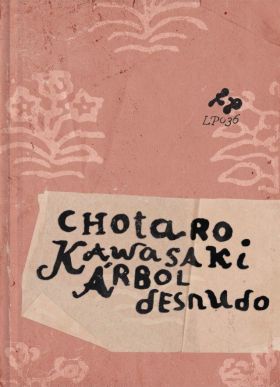 LP
LP036
CHOtaRO
Kawasaki
ÁRBOL
desnudo